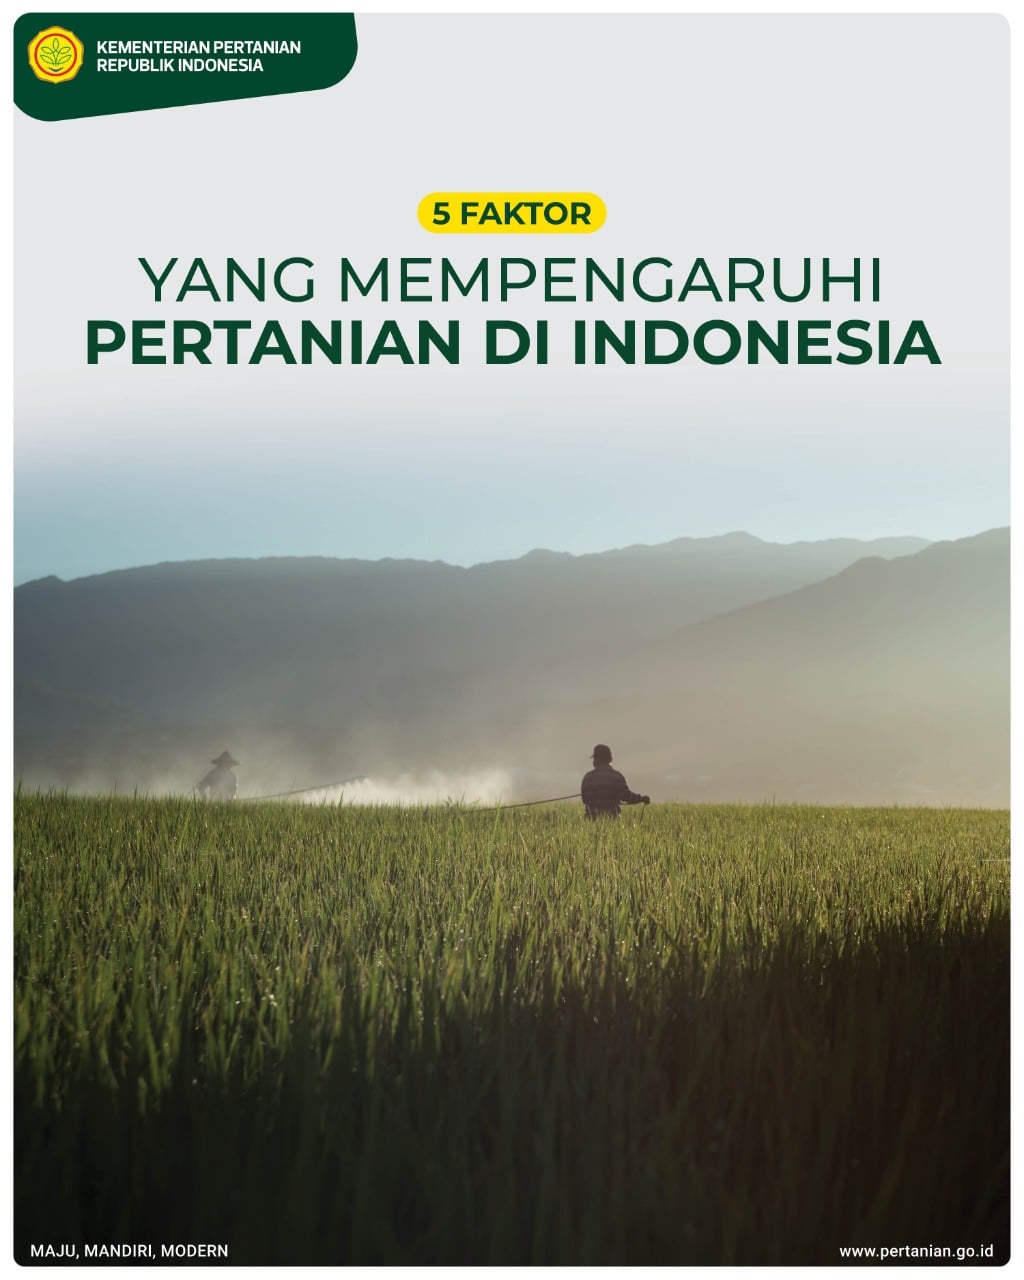 KEMENTERIAN PERTANIAN
REPUBLIK INDONESIA
5 FAKTOR
YANG MEMPENGARUHI
PERTANIAN DI INDONESIA
MAJU, MANDIRI, MODERN
www.pertanian.go.id